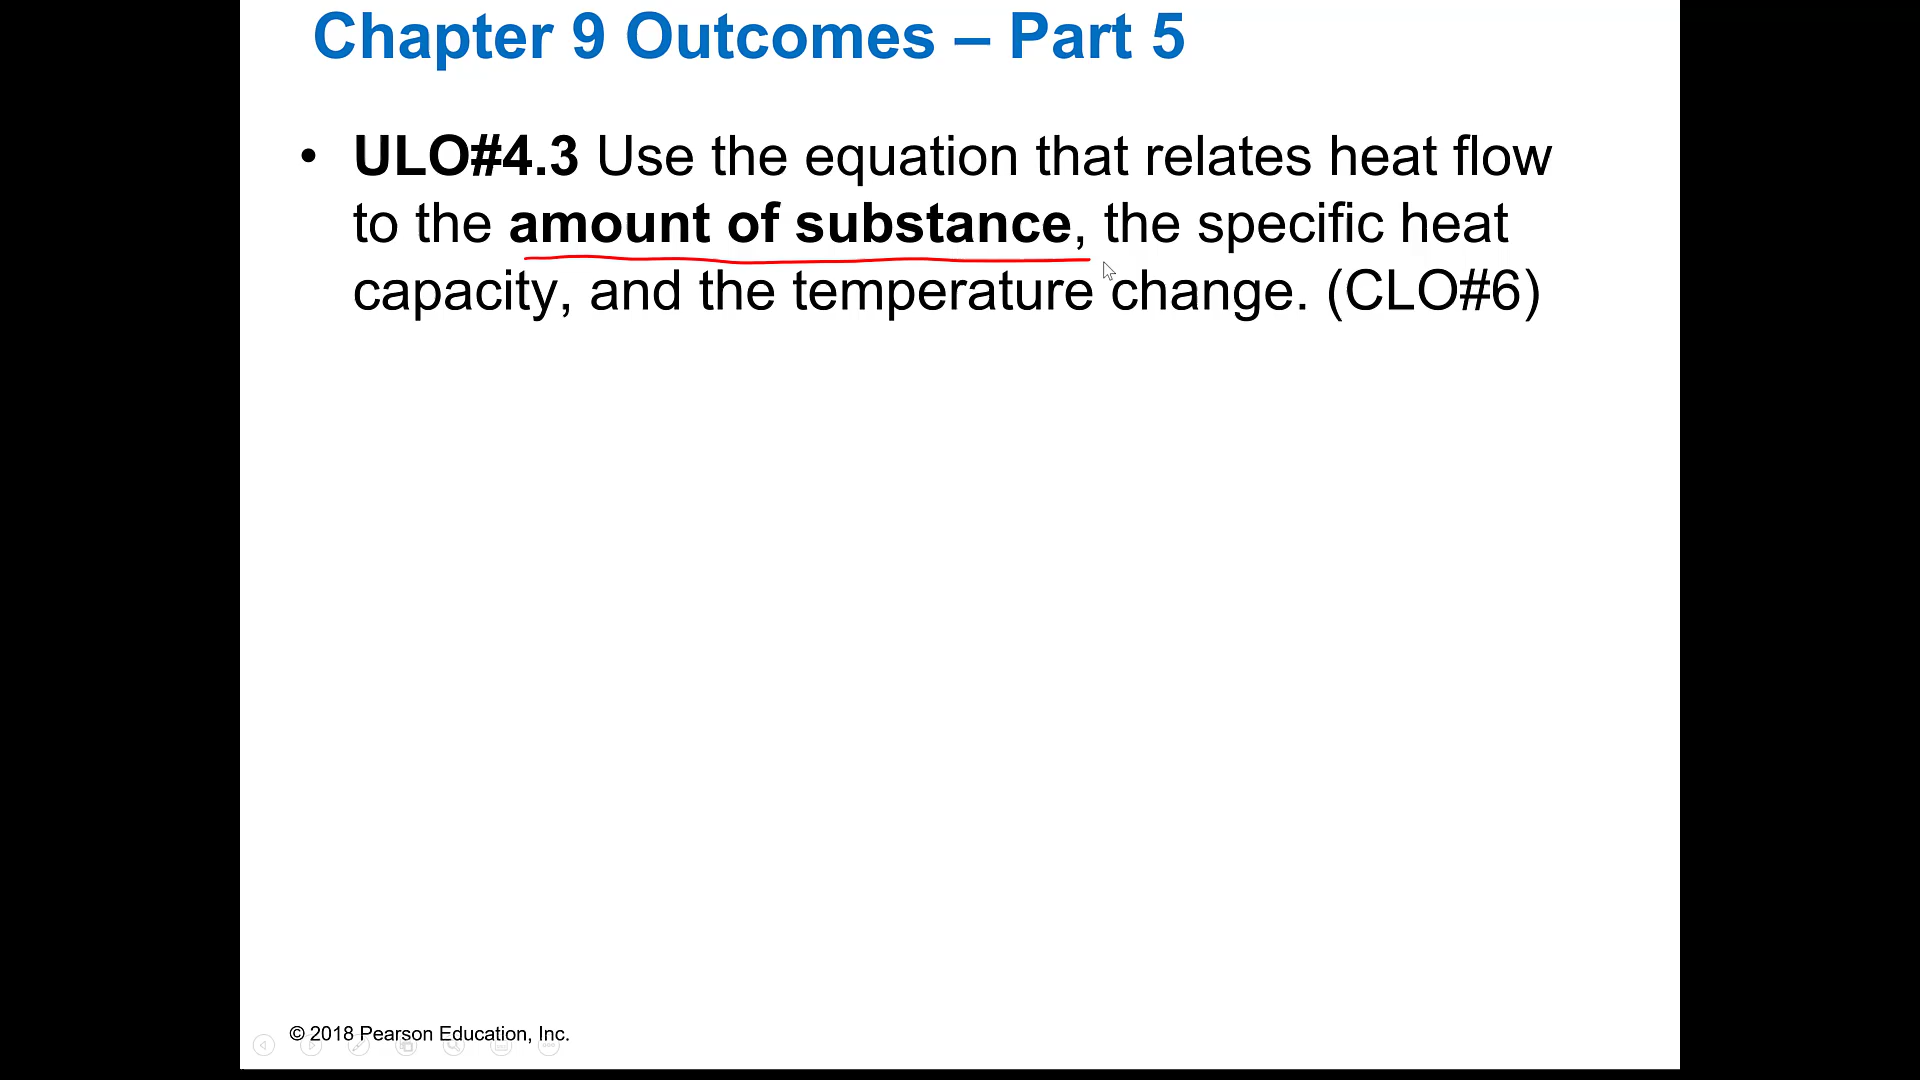 Chapter 9 Outcomes – Part 5
• ULO#4.3 Use the equation that relates heat flow
to the amount of substance, the specific heat
capacity, and the temperature change. (CLO#6)
© 2018 Pearson Education, Inc.